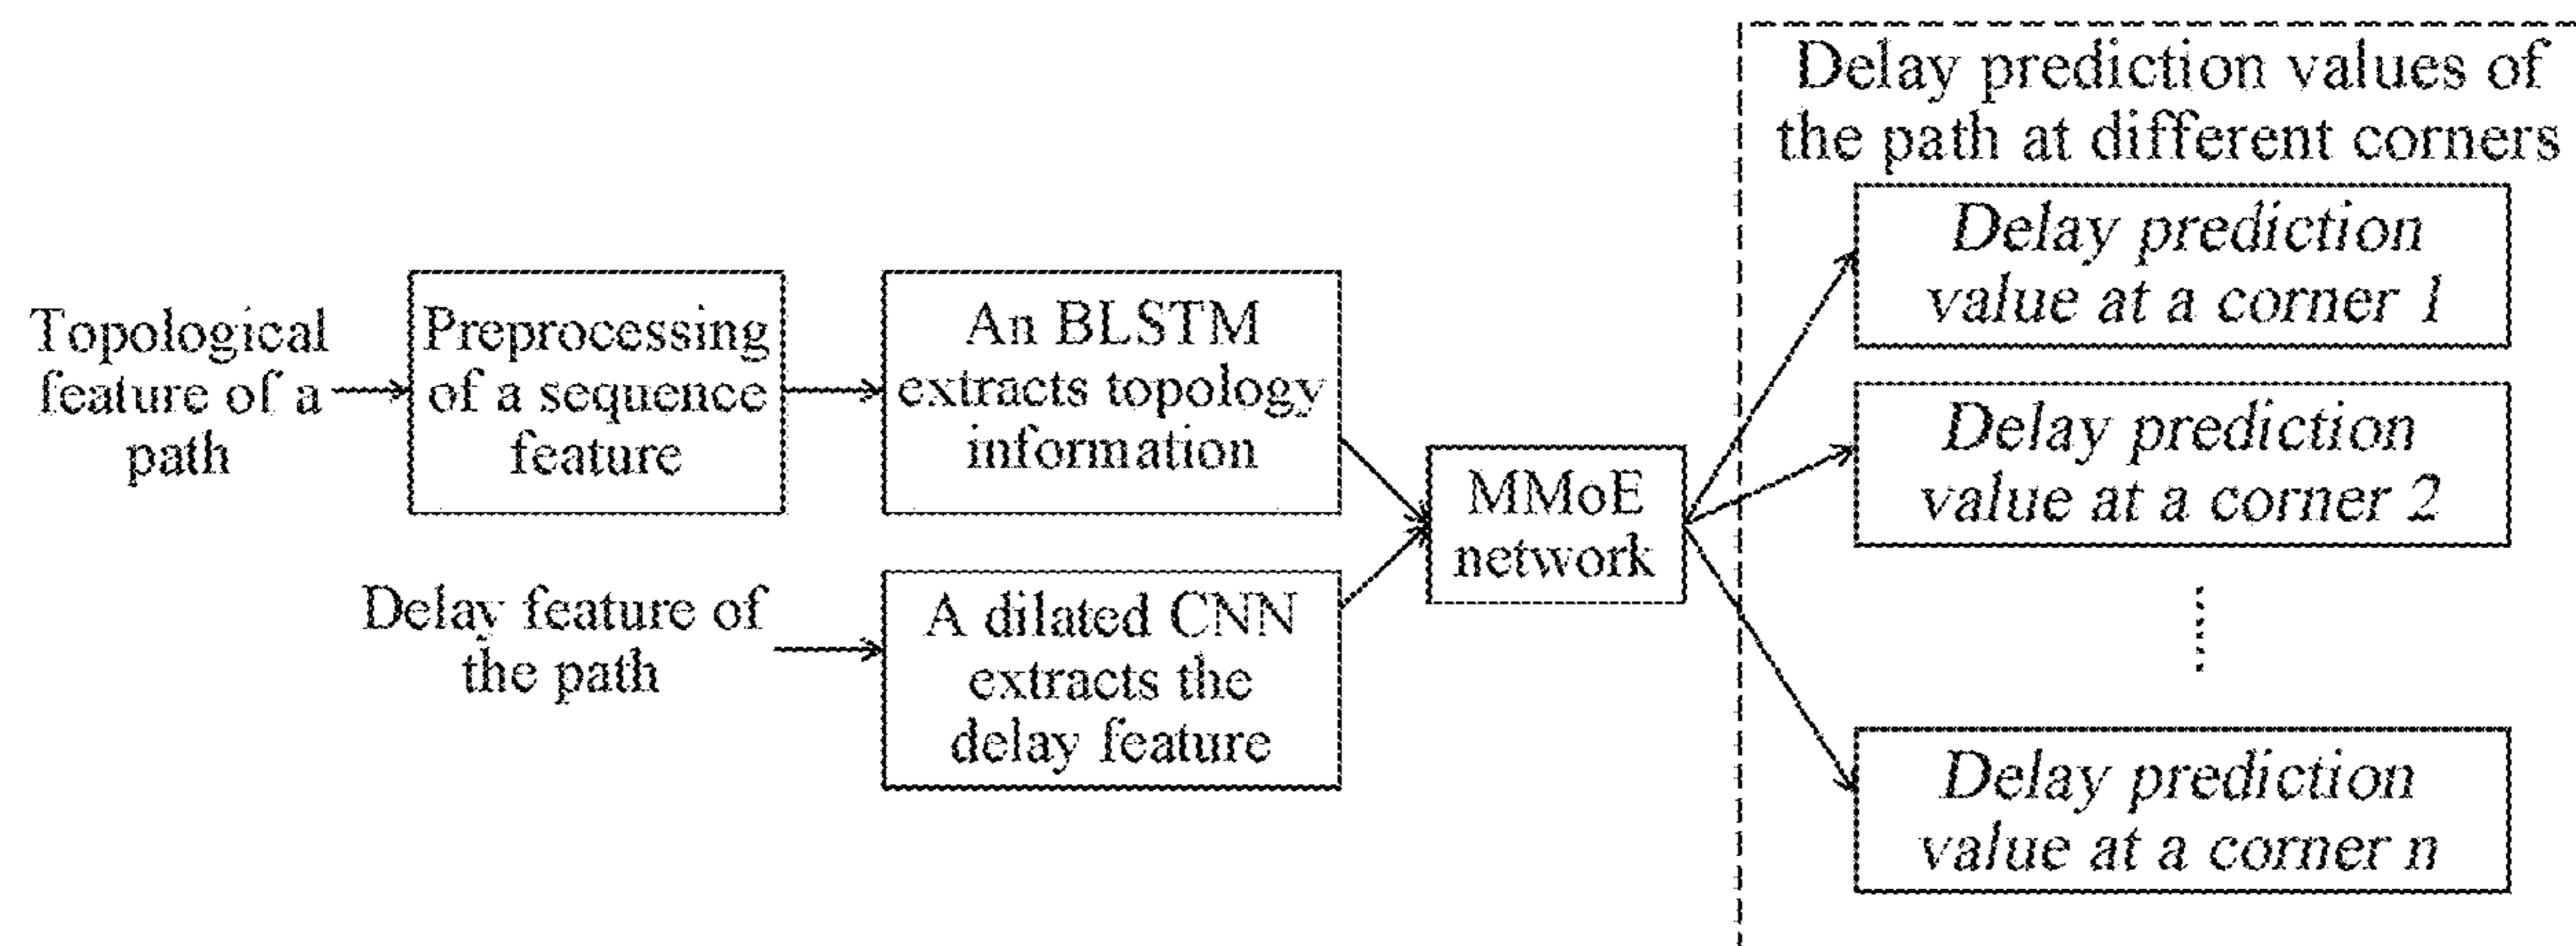 Topological
feature of a
path
Preprocessing
of a sequence
feature
An BLSTM
extracts topology
information
Delay feature of
the path
A dilated CNN
extracts the
delay feature
MMoE
network
Delay prediction values of
the path at different corners
Delay prediction
value at a corner 1
Delay prediction
value at a corner 2
Delay prediction
value at a corner n